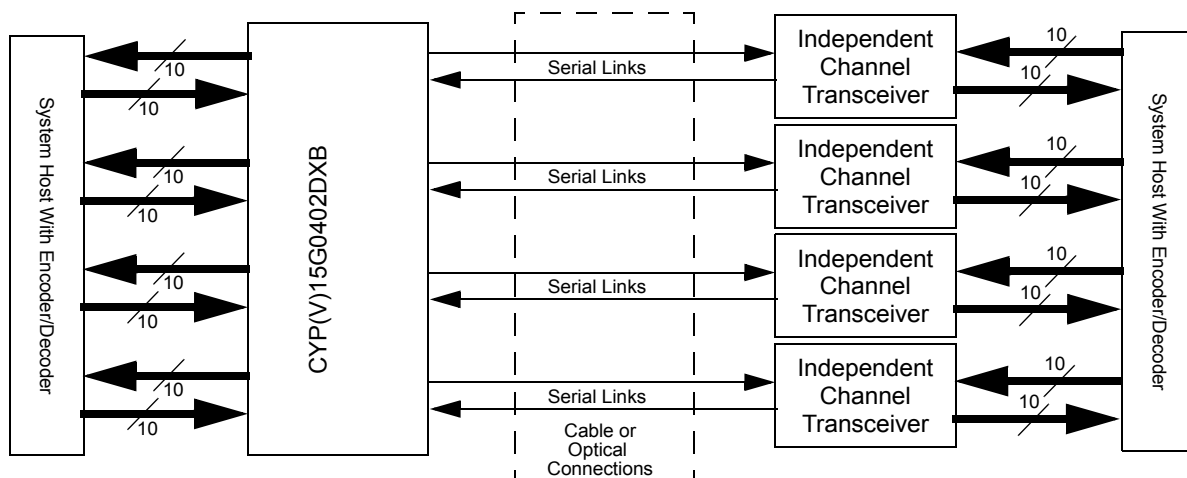 System Host With Encoder/Decoder
10
10
10
10
10
10
10
10
CYP(V)15G0402DXB
Serial Links
Serial Links
Serial Links
Serial Links
Cable or
Optical
Connections
Independent
Channel
Transceiver
Independent
Channel
Transceiver
Independent
Channel
Transceiver
Independent
Channel
Transceiver
10
10
10
10
10
10
10
10
System Host With Encoder/Decoder